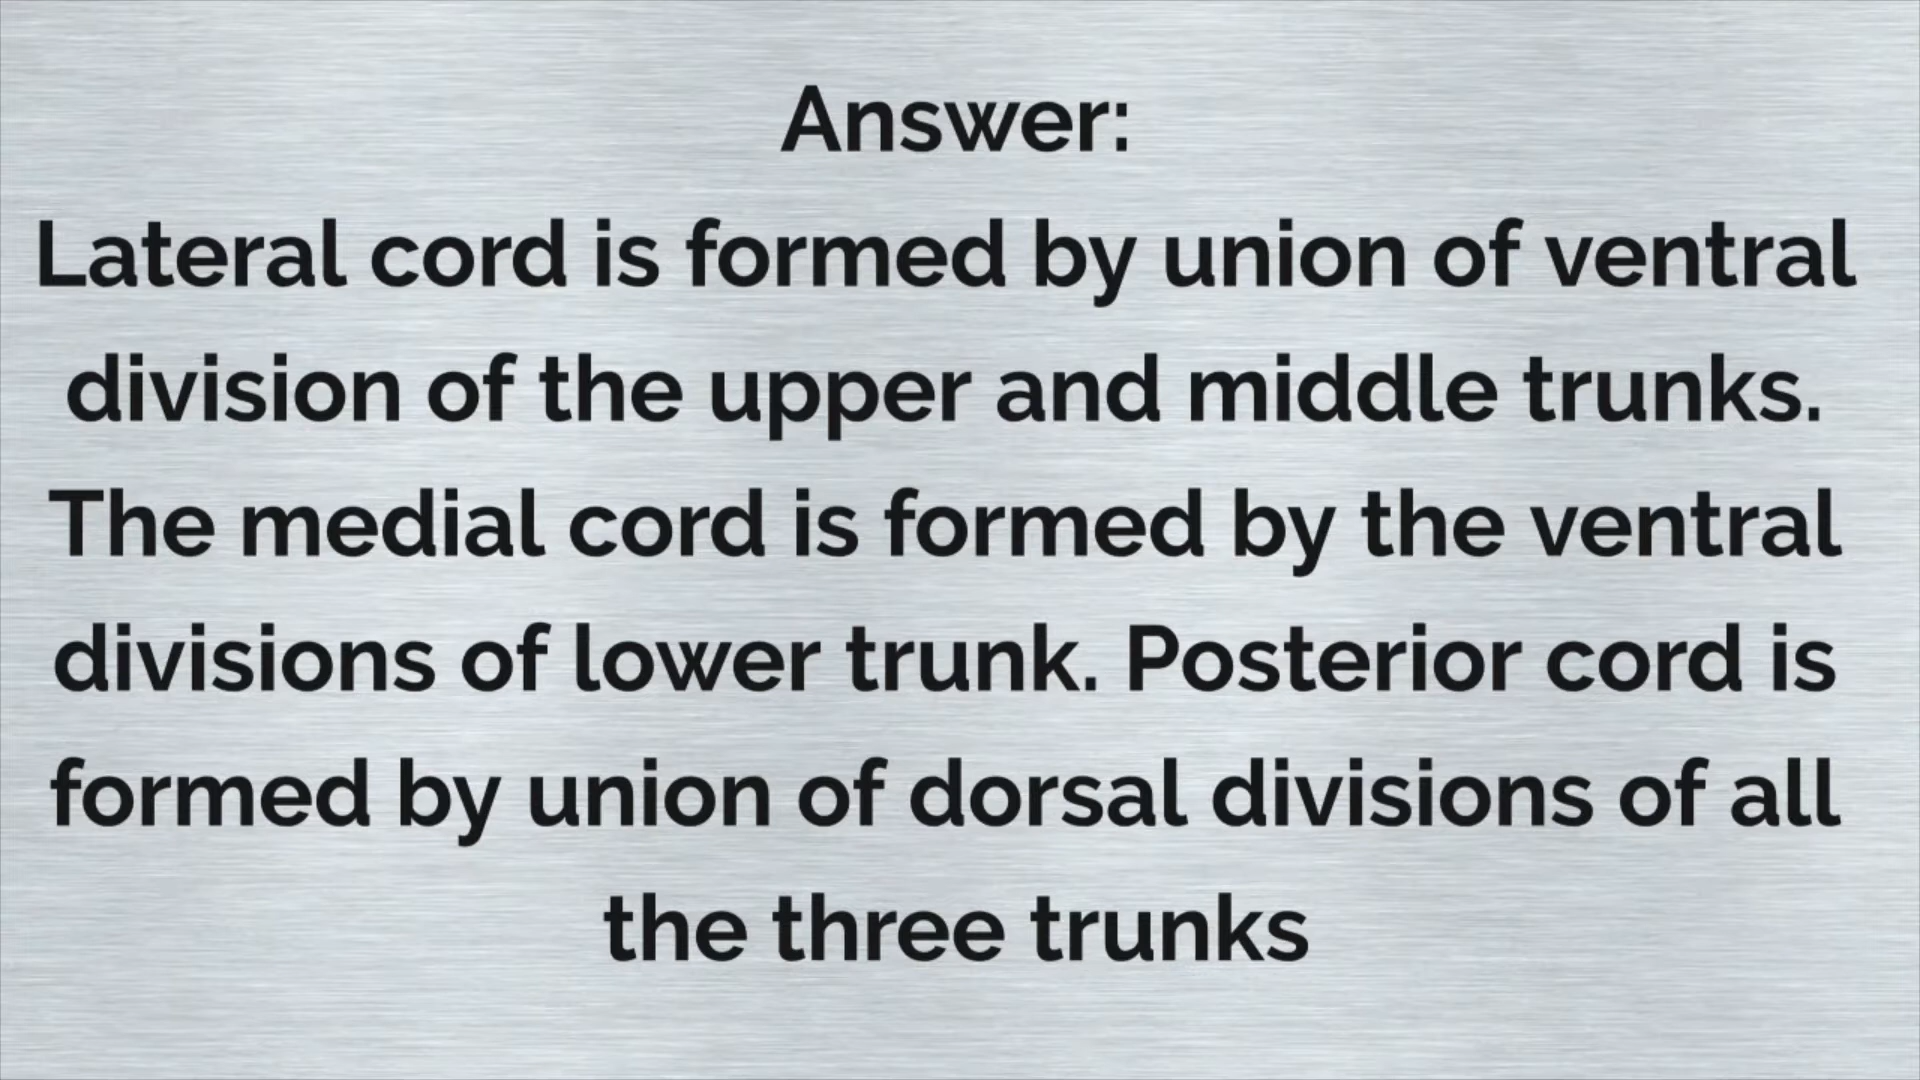 Answer:
Lateral cord is formed by union of ventral
division of the upper and middle trunks.
The medial cord is formed by the ventral
divisions of lower trunk. Posterior cord is
formed by union of dorsal divisions of all
the three trunks